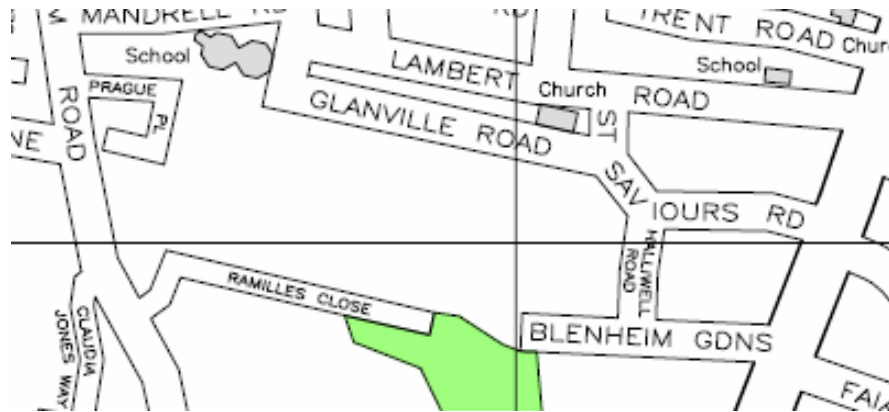 MANDRELL
TRENT ROAD
School
Church
LAMBERT ROAD
School
PRAGUE PL
Church
GLANVILLE ROAD
ROAD
ST SAVIOURS RD
HALLIWELL ROAD
RAMILLES CLOSE
BLENHEIM GDNS
CLAUDIA JONES WAY